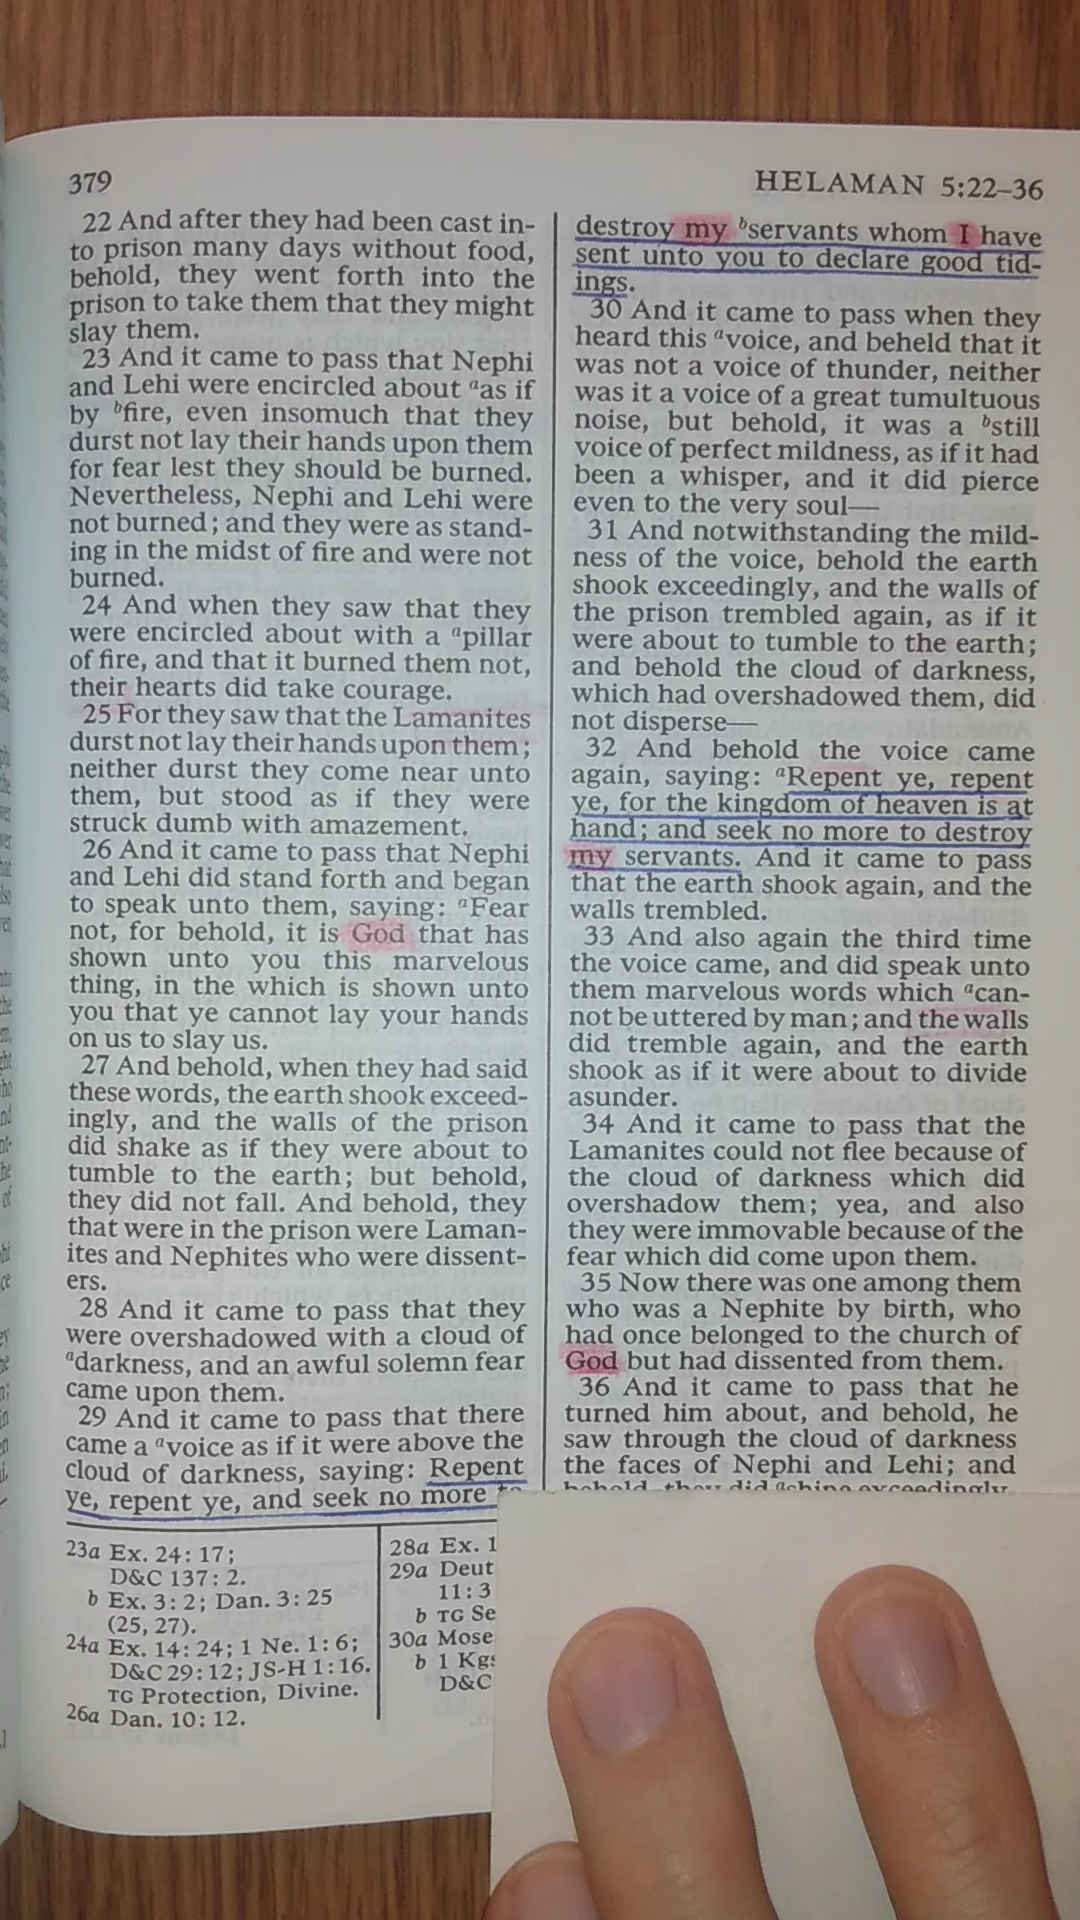 379
HELAMAN 5:22–36
22 And after they had been cast in-
to prison many days without food,
behold, they went forth into the
prison to take them that they might
slay them.
23 And it came to pass that Nephi
and Lehi were encircled about ᵃas if
by ᵇfire, even insomuch that they
durst not lay their hands upon them
for fear lest they should be burned.
Nevertheless, Nephi and Lehi were
not burned; and they were as stand-
ing in the midst of fire and were not
burned.
24 And when they saw that they
were encircled about with a ᵃpillar
of fire, and that it burned them not,
their hearts did take courage.
25 For they saw that the Lamanites
durst not lay their hands upon them;
neither durst they come near unto
them, but stood as if they were
struck dumb with amazement.
26 And it came to pass that Nephi
and Lehi did stand forth and began
to speak unto them, saying: ᵃFear
not, for behold, it is God that has
shown unto you this marvelous
thing, in the which is shown unto
you that ye cannot lay your hands
on us to slay us.
27 And behold, when they had said
these words, the earth shook exceed-
ingly, and the walls of the prison
did shake as if they were about to
tumble to the earth; but behold,
they did not fall. And behold, they
that were in the prison were Laman-
ites and Nephites who were dissent-
ers.
28 And it came to pass that they
were overshadowed with a cloud of
ᵃdarkness, and an awful solemn fear
came upon them.
29 And it came to pass that there
came a ᵃvoice as if it were above the
cloud of darkness, saying: Repent
ye, repent ye, and seek no more to
destroy my ᵇservants whom I have
sent unto you to declare good tid-
ings.
30 And it came to pass when they
heard this ᵃvoice, and beheld that it
was not a voice of thunder, neither
was it a voice of a great tumultuous
noise, but behold, it was a ᵇstill
voice of perfect mildness, as if it had
been a whisper, and it did pierce
even to the very soul—
31 And notwithstanding the mild-
ness of the voice, behold the earth
shook exceedingly, and the walls of
the prison trembled again, as if it
were about to tumble to the earth;
and behold the cloud of darkness,
which had overshadowed them, did
not disperse—
32 And behold the voice came
again, saying: ᵃRepent ye, repent
ye, for the kingdom of heaven is at
hand; and seek no more to destroy
my servants. And it came to pass
that the earth shook again, and the
walls trembled.
33 And also again the third time
the voice came, and did speak unto
them marvelous words which ᵃcan-
not be uttered by man; and the walls
did tremble again, and the earth
shook as if it were about to divide
asunder.
34 And it came to pass that the
Lamanites could not flee because of
the cloud of darkness which did
overshadow them; yea, and also
they were immovable because of the
fear which did come upon them.
35 Now there was one among them
who was a Nephite by birth, who
had once belonged to the church of
God but had dissented from them.
36 And it came to pass that he
turned him about, and behold, he
saw through the cloud of darkness
the faces of Nephi and Lehi; and
behold, they did ᵃshine exceedingly,
23a Ex. 24:17;
D&C 137:2.
b Ex. 3:2; Dan. 3:25
(25, 27).
24a Ex. 14:24; 1 Ne. 1:6;
D&C 29:12; JS-H 1:16.
TG Protection, Divine.
26a Dan. 10:12.
28a Ex. 1
29a Deut
11:3
b TG Se
30a Mose
b 1 Kgs
D&C